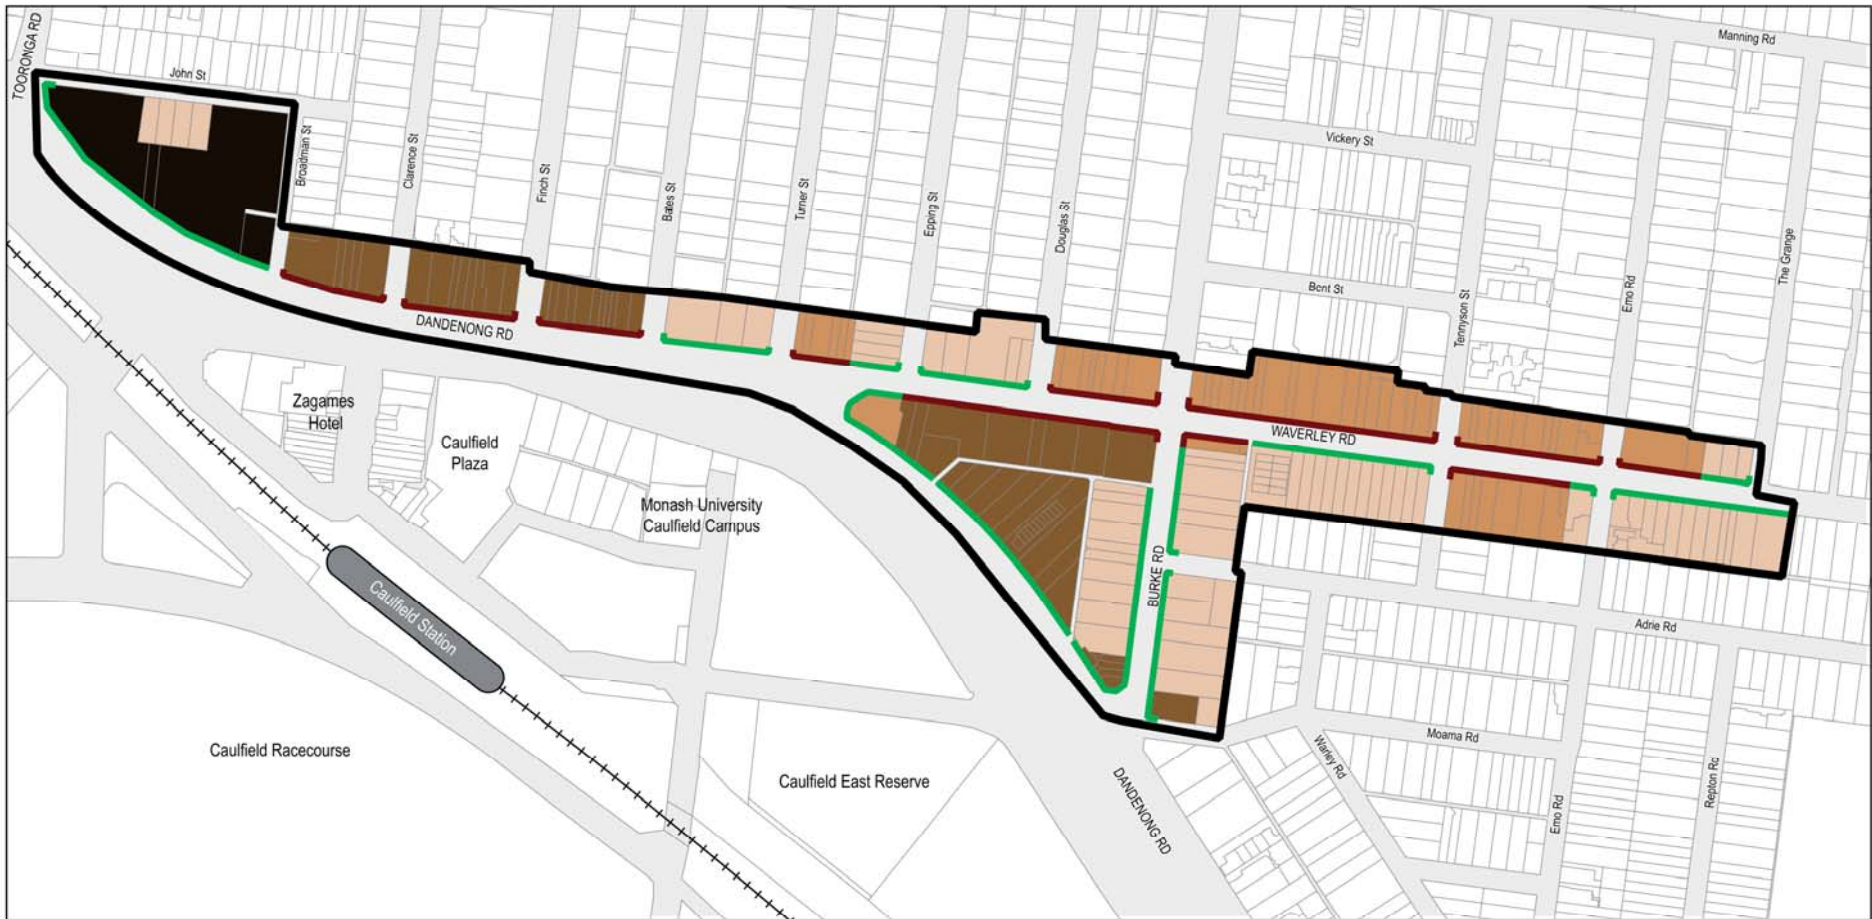 TOORONGA RD
John St
Manning Rd
Broadman St
Clarence St
Finch St
Bates St
Turner St
Epping St
Douglas St
Vickery St
Bent St
Tennyson St
Emo Rd
The Grange
DANDENONG RD
WAVERLEY RD
Zagames
Hotel
Caulfield
Plaza
Monash University
Caulfield Campus
Caulfield Station
BURKE RD
Adrie Rd
Caulfield Racecourse
Caulfield East Reserve
DANDENONG RD
Warley Rd
Moama Rd
Emo Rd
Repton Rd